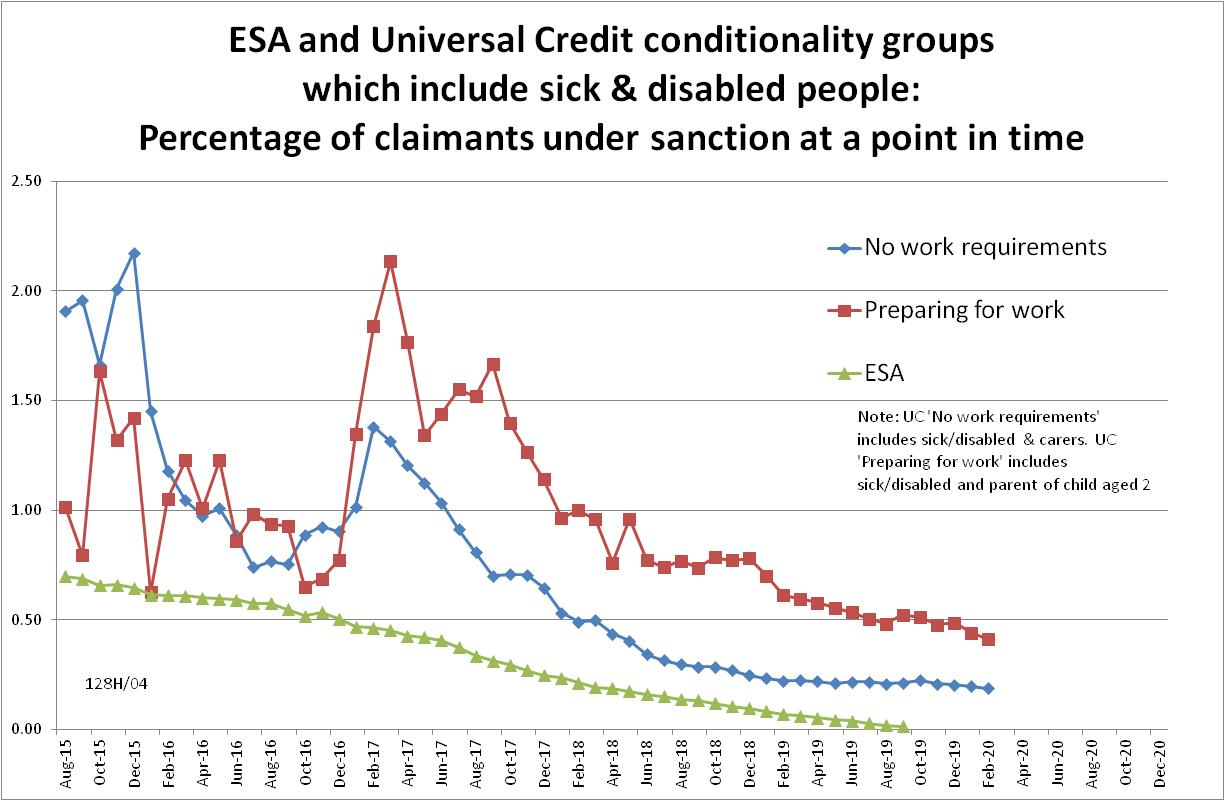 ESA and Universal Credit conditionality groups
which include sick & disabled people:
Percentage of claimants under sanction at a point in time
2.50
2.00
1.50
1.00
0.50
0.00
No work requirements
Preparing for work
ESA
Note: UC 'No work requirements'
includes sick/disabled & carers. UC
'Preparing for work' includes
sick/disabled and parent of child aged 2
128H/04
Aug-15
Oct-15
Dec-15
Feb-16
Apr-16
Jun-16
Aug-16
Oct-16
Dec-16
Feb-17
Apr-17
Jun-17
Aug-17
Oct-17
Dec-17
Feb-18
Apr-18
Jun-18
Aug-18
Oct-18
Dec-18
Feb-19
Apr-19
Jun-19
Aug-19
Oct-19
Dec-19
Feb-20
Apr-20
Jun-20
Aug-20
Oct-20
Dec-20